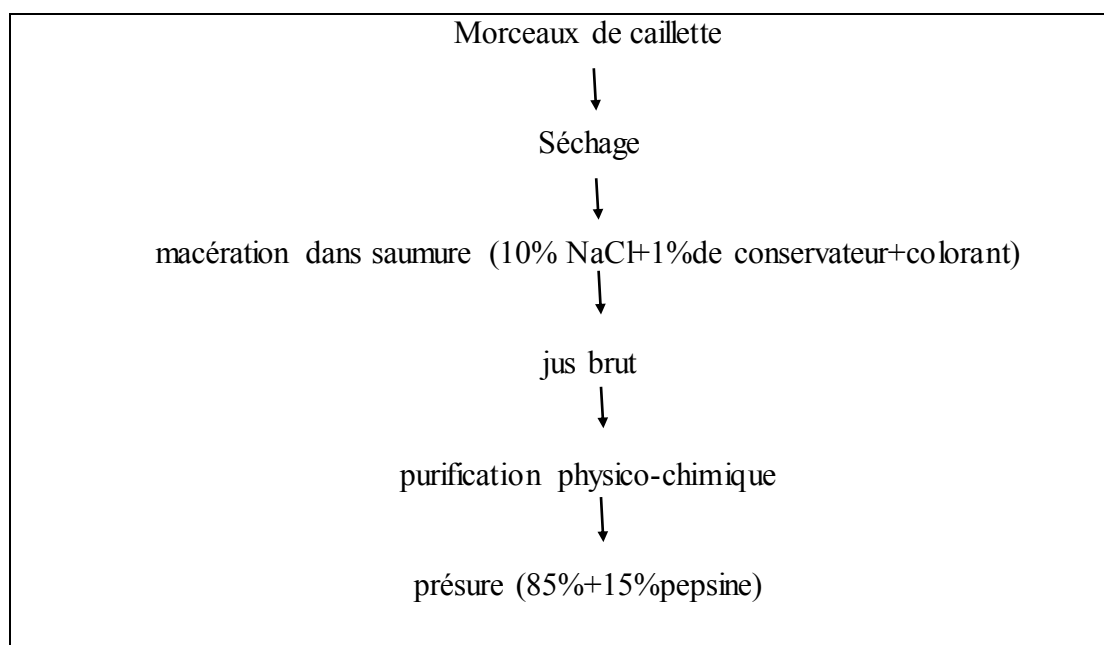 Morceaux de caillette
Séchage
macération dans saumure (10% NaCl+1%de conservateur+colorant)
jus brut
purification physico-chimique
présure (85%+15%pepsine)